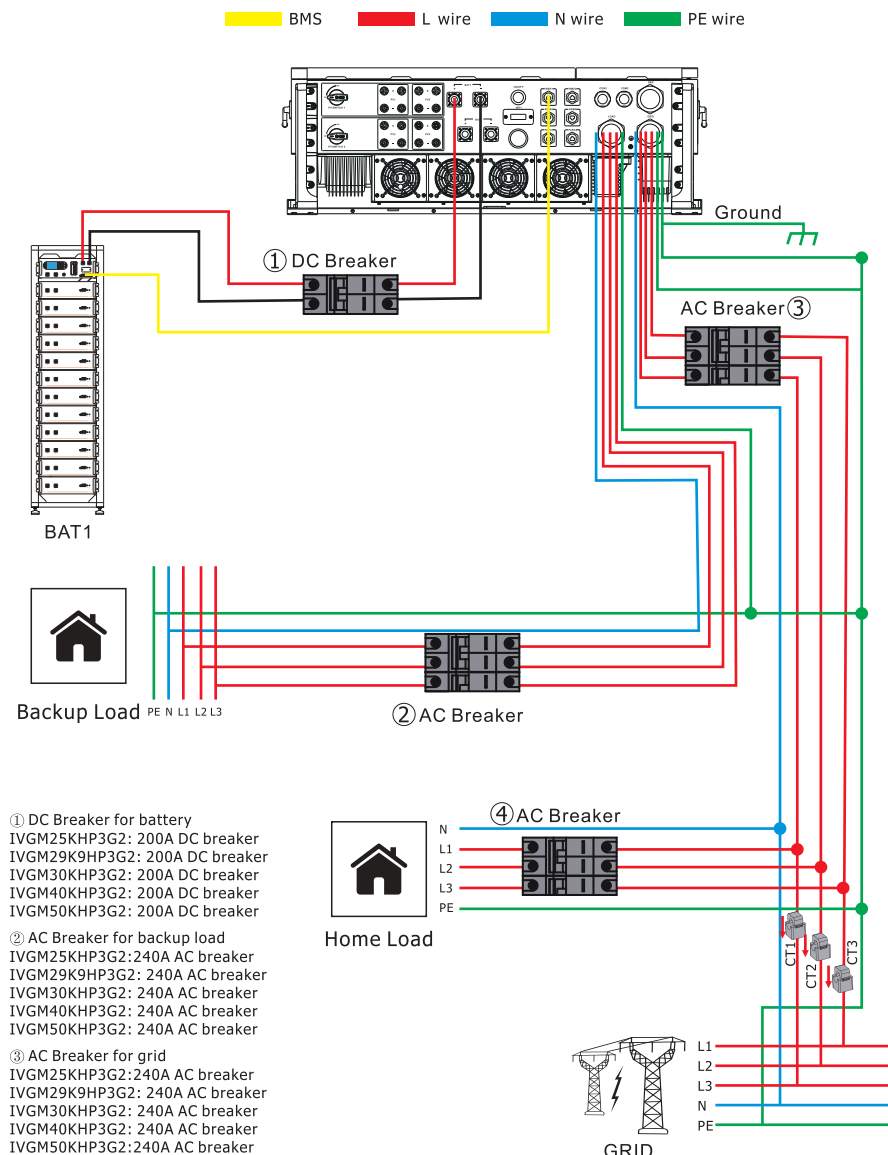 BMS
L wire
N wire
PE wire
Ground
① DC Breaker
AC Breaker ③
BAT1
Backup Load
PE N L1 L2 L3
② AC Breaker
① DC Breaker for battery
IVGM25KHP3G2: 200A DC breaker
IVGM29K9HP3G2: 200A DC breaker
IVGM30KHP3G2: 200A DC breaker
IVGM40KHP3G2: 200A DC breaker
IVGM50KHP3G2: 200A DC breaker
② AC Breaker for backup load
IVGM25KHP3G2:240A AC breaker
IVGM29K9HP3G2: 240A AC breaker
IVGM30KHP3G2: 240A AC breaker
IVGM40KHP3G2: 240A AC breaker
IVGM50KHP3G2: 240A AC breaker
③ AC Breaker for grid
IVGM25KHP3G2:240A AC breaker
IVGM29K9HP3G2: 240A AC breaker
IVGM30KHP3G2: 240A AC breaker
IVGM40KHP3G2: 240A AC breaker
IVGM50KHP3G2:240A AC breaker
④ AC Breaker
N
L1
L2
L3
PE
Home Load
CT1
CT2
CT3
L1
L2
L3
N
PE
GRID